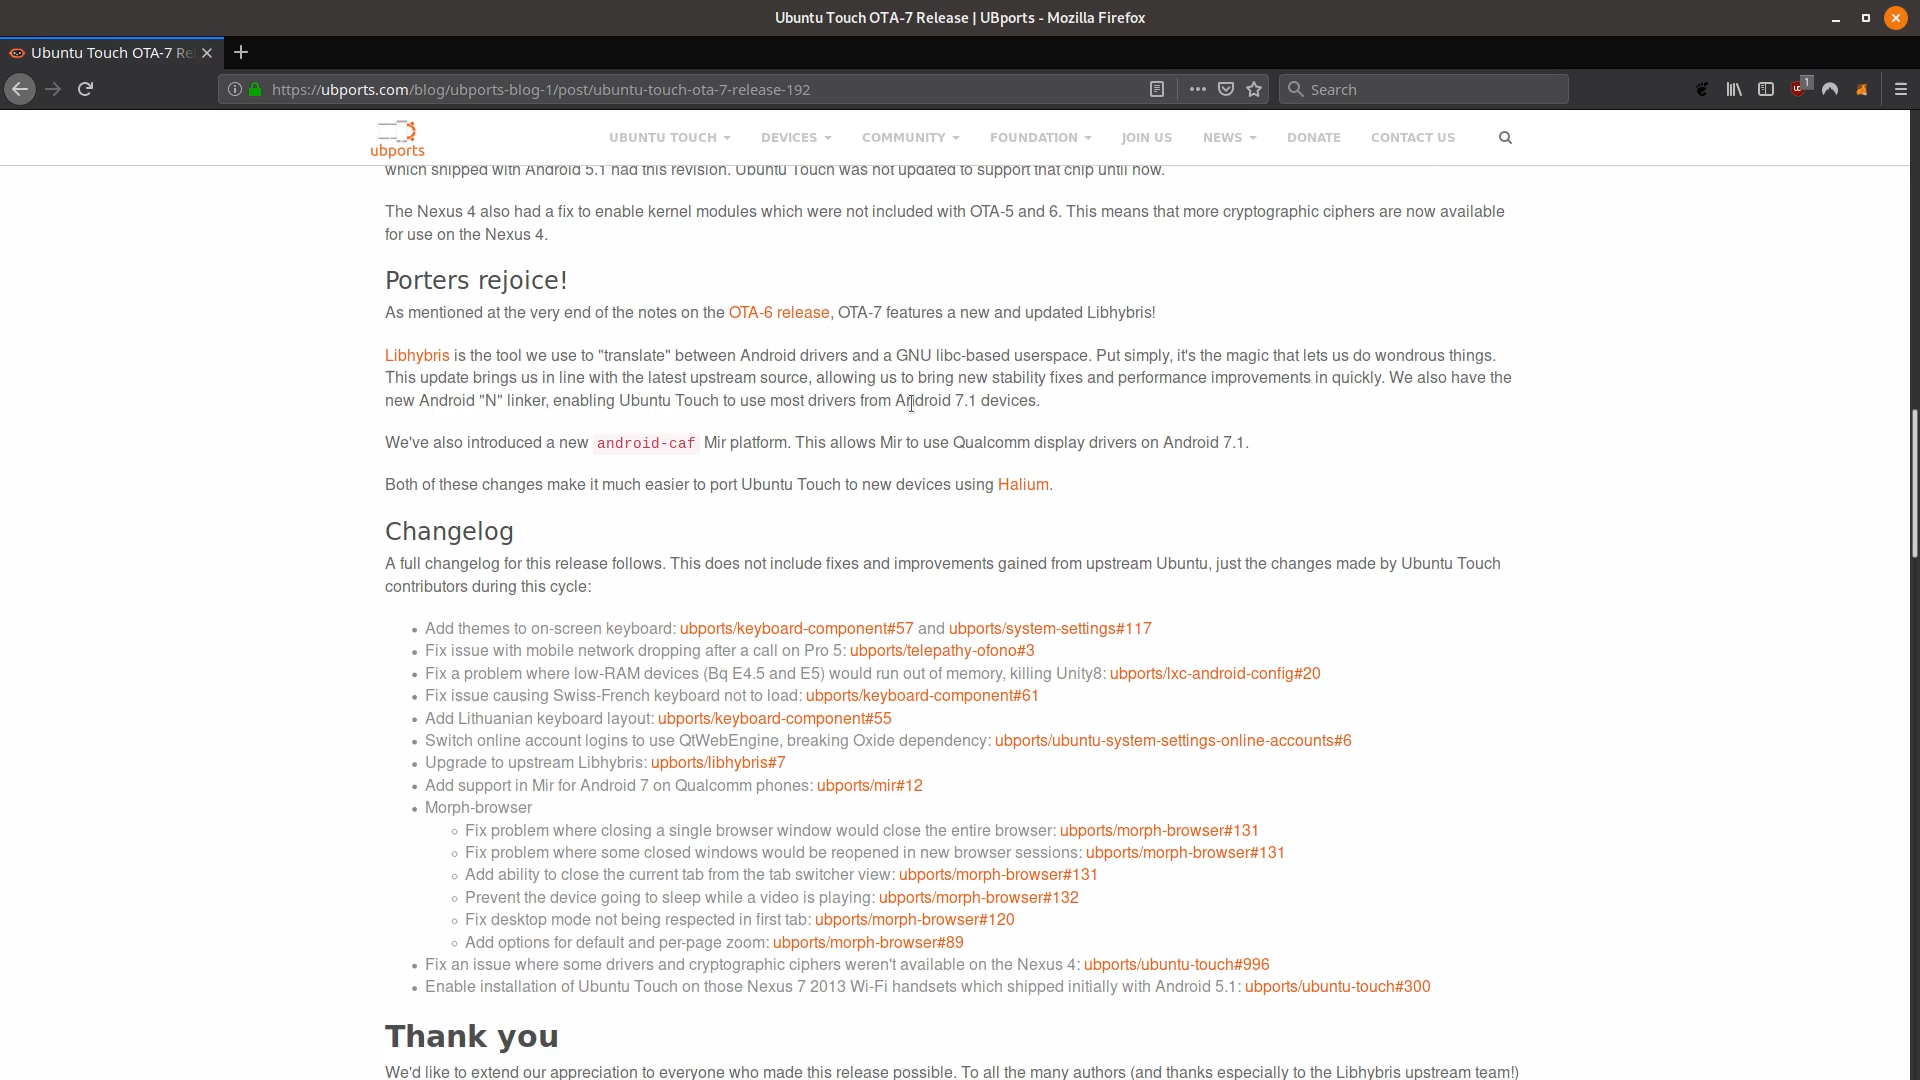 Ubuntu Touch OTA-7 Release | UBports - Mozilla Firefox
Ubuntu Touch OTA-7 Re
https://ubports.com/blog/ubports-blog-1/post/ubuntu-touch-ota-7-release-192
Search
1
ubports
UBUNTU TOUCH
DEVICES
COMMUNITY
FOUNDATION
JOIN US
NEWS
DONATE
CONTACT US
which shipped with Android 5.1 had this revision. Ubuntu Touch was not updated to support that chip until now.
The Nexus 4 also had a fix to enable kernel modules which were not included with OTA-5 and 6. This means that more cryptographic ciphers are now available
for use on the Nexus 4.
Porters rejoice!
As mentioned at the very end of the notes on the OTA-6 release, OTA-7 features a new and updated Libhybris!
Libhybris is the tool we use to "translate" between Android drivers and a GNU libc-based userspace. Put simply, it's the magic that lets us do wondrous things.
This update brings us in line with the latest upstream source, allowing us to bring new stability fixes and performance improvements in quickly. We also have the
new Android "N" linker, enabling Ubuntu Touch to use most drivers from Android 7.1 devices.
We've also introduced a new android-caf Mir platform. This allows Mir to use Qualcomm display drivers on Android 7.1.
Both of these changes make it much easier to port Ubuntu Touch to new devices using Halium.
Changelog
A full changelog for this release follows. This does not include fixes and improvements gained from upstream Ubuntu, just the changes made by Ubuntu Touch
contributors during this cycle:
Add themes to on-screen keyboard: ubports/keyboard-component#57 and ubports/system-settings#117
Fix issue with mobile network dropping after a call on Pro 5: ubports/telepathy-ofono#3
Fix a problem where low-RAM devices (Bq E4.5 and E5) would run out of memory, killing Unity8: ubports/lxc-android-config#20
Fix issue causing Swiss-French keyboard not to load: ubports/keyboard-component#61
Add Lithuanian keyboard layout: ubports/keyboard-component#55
Switch online account logins to use QtWebEngine, breaking Oxide dependency: ubports/ubuntu-system-settings-online-accounts#6
Upgrade to upstream Libhybris: upborts/libhybris#7
Add support in Mir for Android 7 on Qualcomm phones: ubports/mir#12
Morph-browser
Fix problem where closing a single browser window would close the entire browser: ubports/morph-browser#131
Fix problem where some closed windows would be reopened in new browser sessions: ubports/morph-browser#131
Add ability to close the current tab from the tab switcher view: ubports/morph-browser#131
Prevent the device going to sleep while a video is playing: ubports/morph-browser#132
Fix desktop mode not being respected in first tab: ubports/morph-browser#120
Add options for default and per-page zoom: ubports/morph-browser#89
Fix an issue where some drivers and cryptographic ciphers weren't available on the Nexus 4: ubports/ubuntu-touch#996
Enable installation of Ubuntu Touch on those Nexus 7 2013 Wi-Fi handsets which shipped initially with Android 5.1: ubports/ubuntu-touch#300
Thank you
We'd like to extend our appreciation to everyone who made this release possible. To all the many authors (and thanks especially to the Libhybris upstream team!)